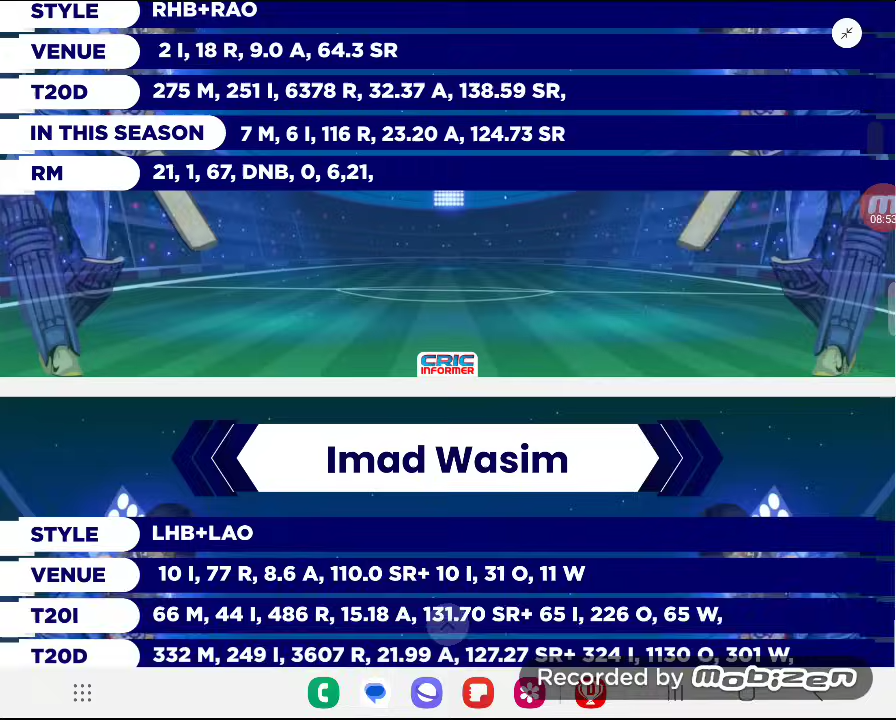 STYLE RHB+RAO
VENUE 2 I, 18 R, 9.0 A, 64.3 SR
T20D 275 M, 251 I, 6378 R, 32.37 A, 138.59 SR,
IN THIS SEASON 7 M, 6 I, 116 R, 23.20 A, 124.73 SR
RM 21, 1, 67, DNB, 0, 6,21,
08:53
CRIC
INFORMER
Imad Wasim
STYLE LHB+LAO
VENUE 10 I, 77 R, 8.6 A, 110.0 SR+ 10 I, 31 O, 11 W
T20I 66 M, 44 I, 486 R, 15.18 A, 131.70 SR+ 65 I, 226 O, 65 W,
T20D 332 M, 249 I, 3607 R, 21.99 A, 127.27 SR+ 324 I, 1130 O, 301 W,
Recorded by mobizen